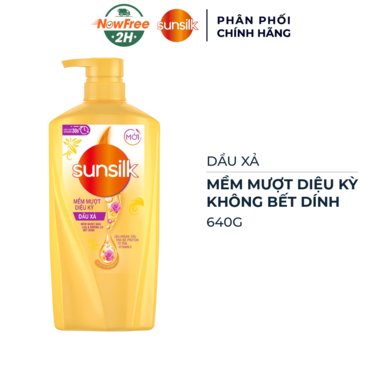 NowFree
2H
sunsilk
PHÂN PHỐI
CHÍNH HÃNG
MỚI
sunsilk
MỀM MƯỢT
DIỆU KỲ
DẦU XẢ
DẦU XẢ
MỀM MƯỢT DIỆU KỲ
KHÔNG BẾT DÍNH
640G